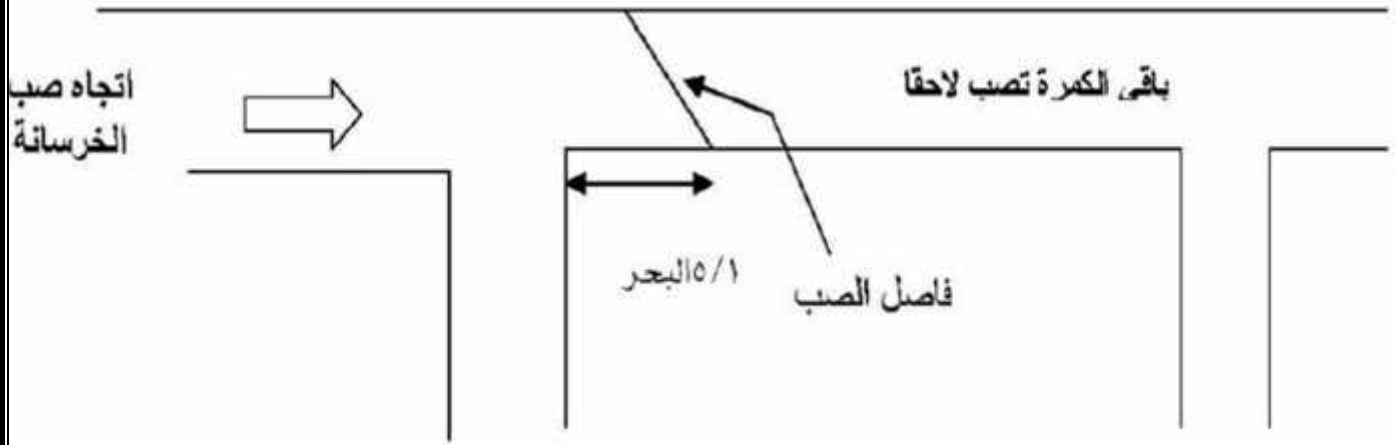 اتجاه صب
الخرسانة
باقى الكمرة تصب لاحقا
١/٥البحر
فاصل الصب